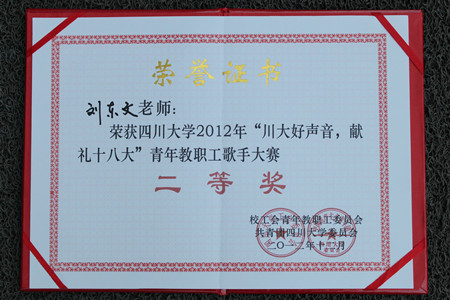 荣誉证书
刘东文老师：
荣获四川大学2012年“川大好声音，献
礼十八大”青年教职工歌手大赛
二等奖
校工会青年教职工委员会
共青团四川大学委员会
二〇一二年十二月